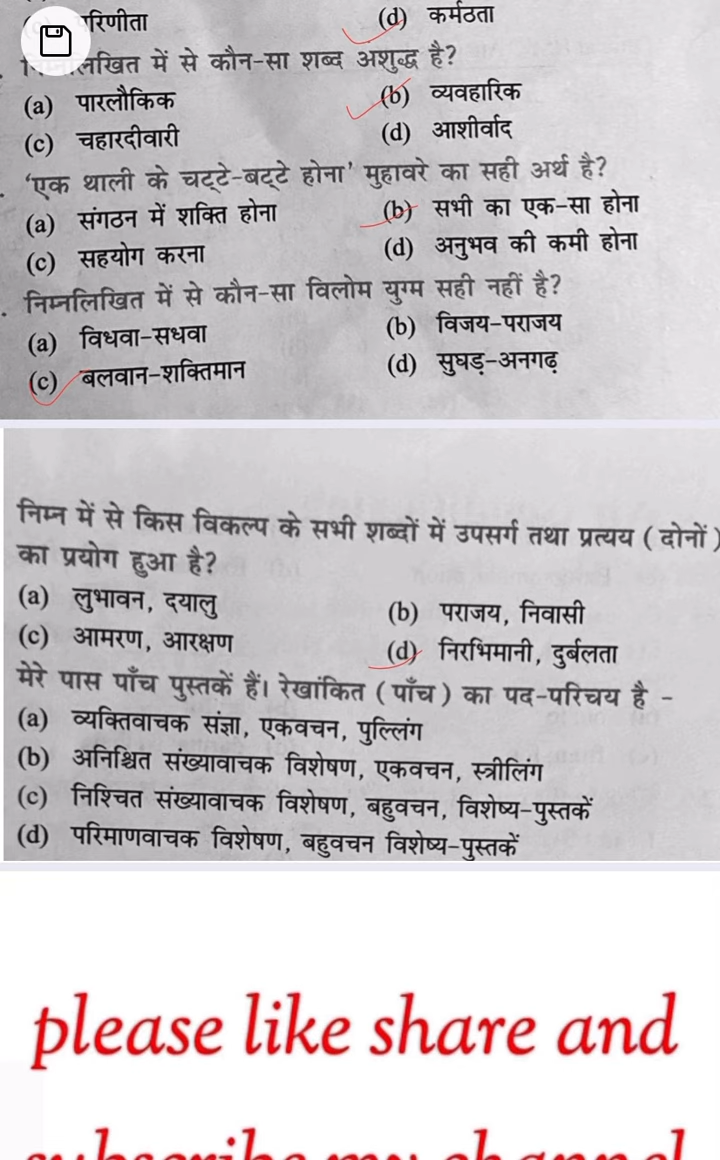 (d) कर्मठता
में से कौन-सा शब्द अशुद्ध है?
(a) पारलौकिक (b) व्यवहारिक
(c) चहारदीवारी (d) आशीर्वाद
‘एक थाली के चट्टे-बट्टे होना’ मुहावरे का सही अर्थ है?
(a) संगठन में शक्ति होना (b) सभी का एक-सा होना
(c) सहयोग करना (d) अनुभव की कमी होना
निम्नलिखित में से कौन-सा विलोम युग्म सही नहीं है?
(a) विधवा-सधवा (b) विजय-पराजय
(c) बलवान-शक्तिमान (d) सुघड़-अनगढ़
निम्न में से किस विकल्प के सभी शब्दों में उपसर्ग तथा प्रत्यय (दोनों)
का प्रयोग हुआ है?
(a) लुभावन, दयालु (b) पराजय, निवासी
(c) आमरण, आरक्षण (d) निरभिमानी, दुर्बलता
मेरे पास पाँच पुस्तकें हैं। रेखांकित (पाँच) का पद-परिचय है -
(a) व्यक्तिवाचक संज्ञा, एकवचन, पुल्लिंग
(b) अनिश्चित संख्यावाचक विशेषण, एकवचन, स्त्रीलिंग
(c) निश्चित संख्यावाचक विशेषण, बहुवचन, विशेष्य-पुस्तकें
(d) परिमाणवाचक विशेषण, बहुवचन विशेष्य-पुस्तकें
please like share and
subscribe my channel